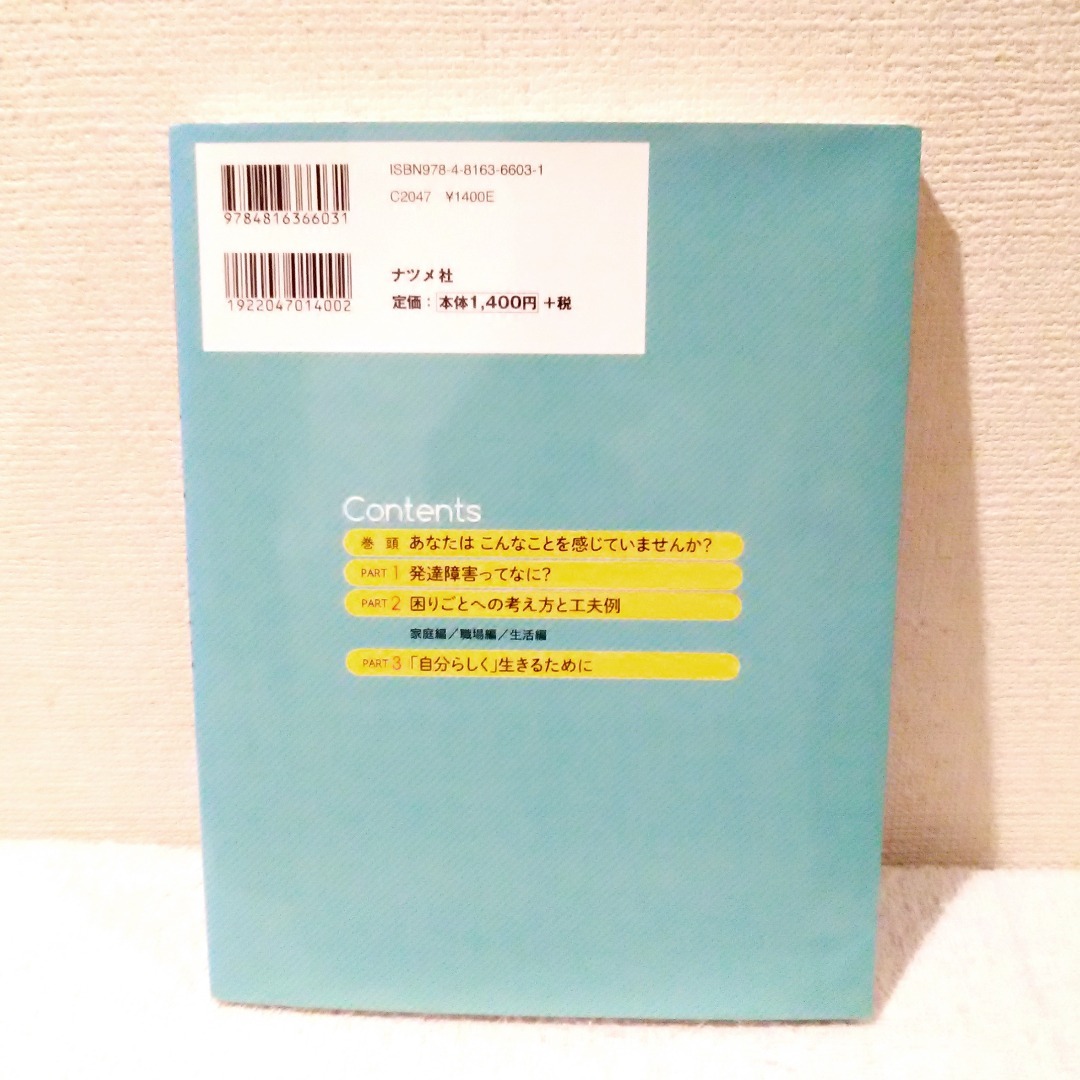 ISBN978-4-8163-6603-1
C2047 ¥1400E
9784816366031
ナツメ社
1922047014002
定価：本体1,400円+税
Contents
巻頭 あなたは こんなことを感じていませんか?
PART 1 発達障害ってなに?
PART 2 困りごとへの考え方と工夫例
家庭編／職場編／生活編
PART 3 「自分らしく」生きるために